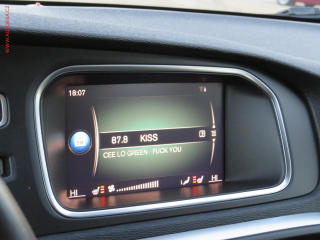 18:07
87.8 KISS
CEE LO GREEN : FUCK YOU
HI
HI